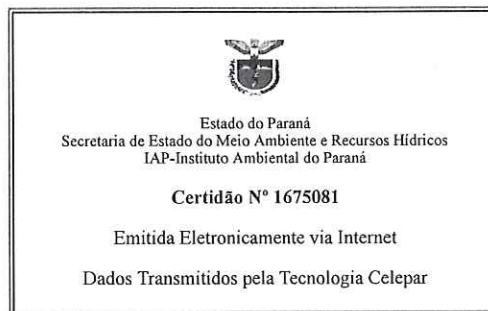 Estado do Paraná
Secretaria de Estado do Meio Ambiente e Recursos Hídricos
IAP-Instituto Ambiental do Paraná
Certidão Nº 1675081
Emitida Eletronicamente via Internet
Dados Transmitidos pela Tecnologia Celepar